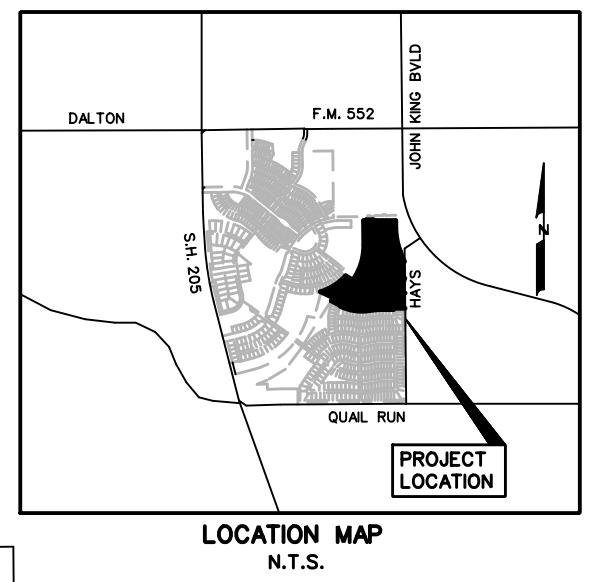 DALTON
F.M. 552
JOHN KING BVLD
S.H. 205
N
HAYS
QUAIL RUN
PROJECT
LOCATION
LOCATION MAP
N.T.S.